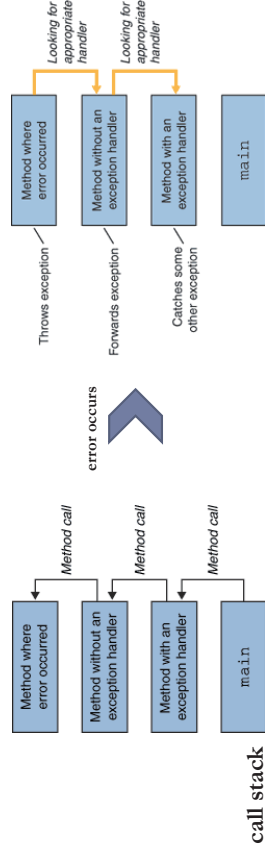 Method where
error occurred
Method call
Method without an
exception handler
Method call
Method with an
exception handler
Method call
main
call stack
error occurs
Throws exception
Method where
error occurred
Looking for
appropriate
handler
Forwards exception
Method without an
exception handler
Looking for
appropriate
handler
Catches some
other exception
Method with an
exception handler
main